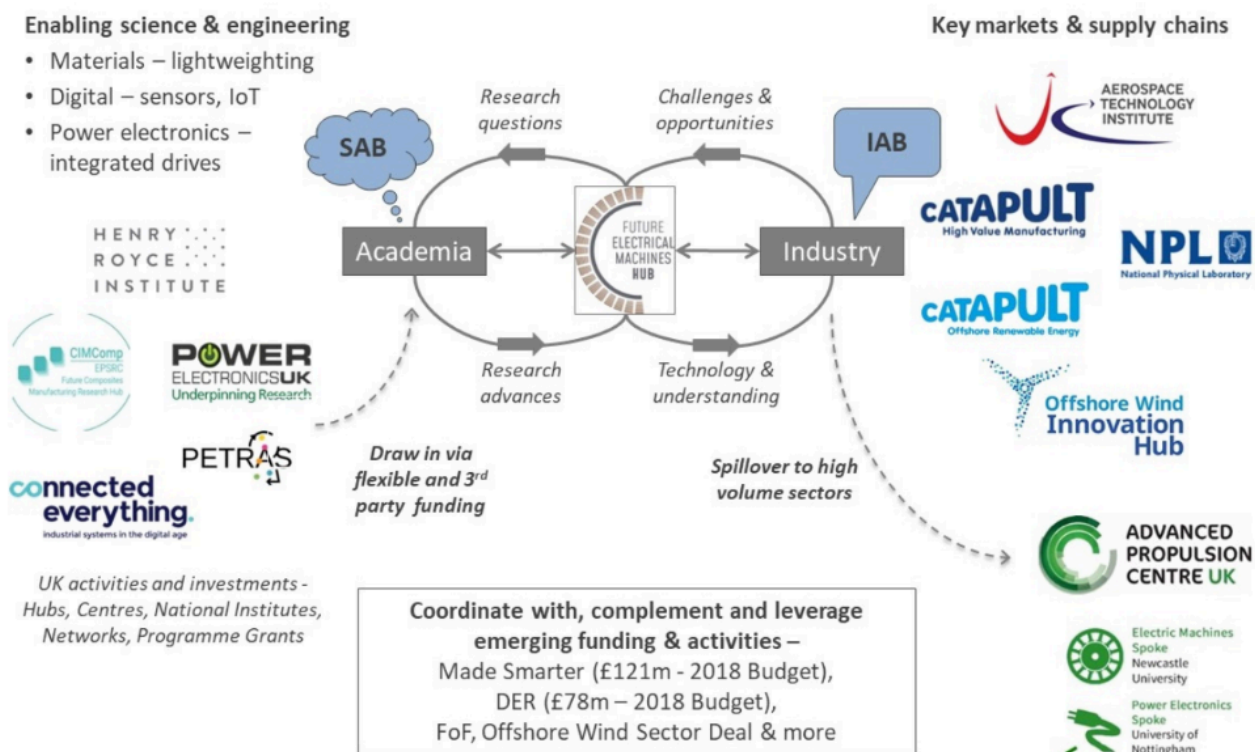 Enabling science & engineering
• Materials – lightweighting
• Digital – sensors, IoT
• Power electronics –
integrated drives
HENRY
ROYCE
INSTITUTE
CIMComp
EPSRC
Future Composites
Manufacturing Research Hub
POWER
ELECTRONICSUK
Underpinning Research
PETRAS
connected
everything.
industrial systems in the digital age
UK activities and investments -
Hubs, Centres, National Institutes,
Networks, Programme Grants
SAB
Research
questions
Challenges &
opportunities
IAB
Academia
FUTURE
ELECTRICAL
MACHINES
HUB
Industry
Research
advances
Technology &
understanding
Draw in via
flexible and 3rd
party funding
Spillover to high
volume sectors
Coordinate with, complement and leverage
emerging funding & activities –
Made Smarter (£121m - 2018 Budget),
DER (£78m – 2018 Budget),
FoF, Offshore Wind Sector Deal & more
Key markets & supply chains
AEROSPACE
TECHNOLOGY
INSTITUTE
CATAPULT
High Value Manufacturing
NPL
National Physical Laboratory
CATAPULT
Offshore Renewable Energy
Offshore Wind
Innovation
Hub
ADVANCED
PROPULSION
CENTRE UK
Electric Machines
Spoke
Newcastle
University
Power Electronics
Spoke
University of
Nottingham